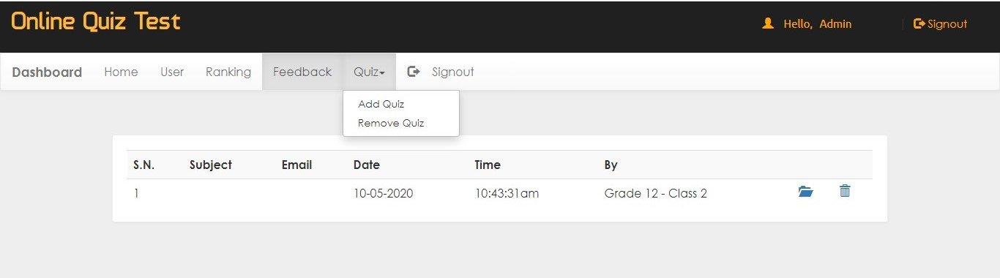 Online Quiz Test
Hello, Admin
Signout
Dashboard Home User Ranking Feedback Quiz Signout
Add Quiz
Remove Quiz
S.N. Subject Email Date Time By
1 10-05-2020 10:43:31am Grade 12 - Class 2